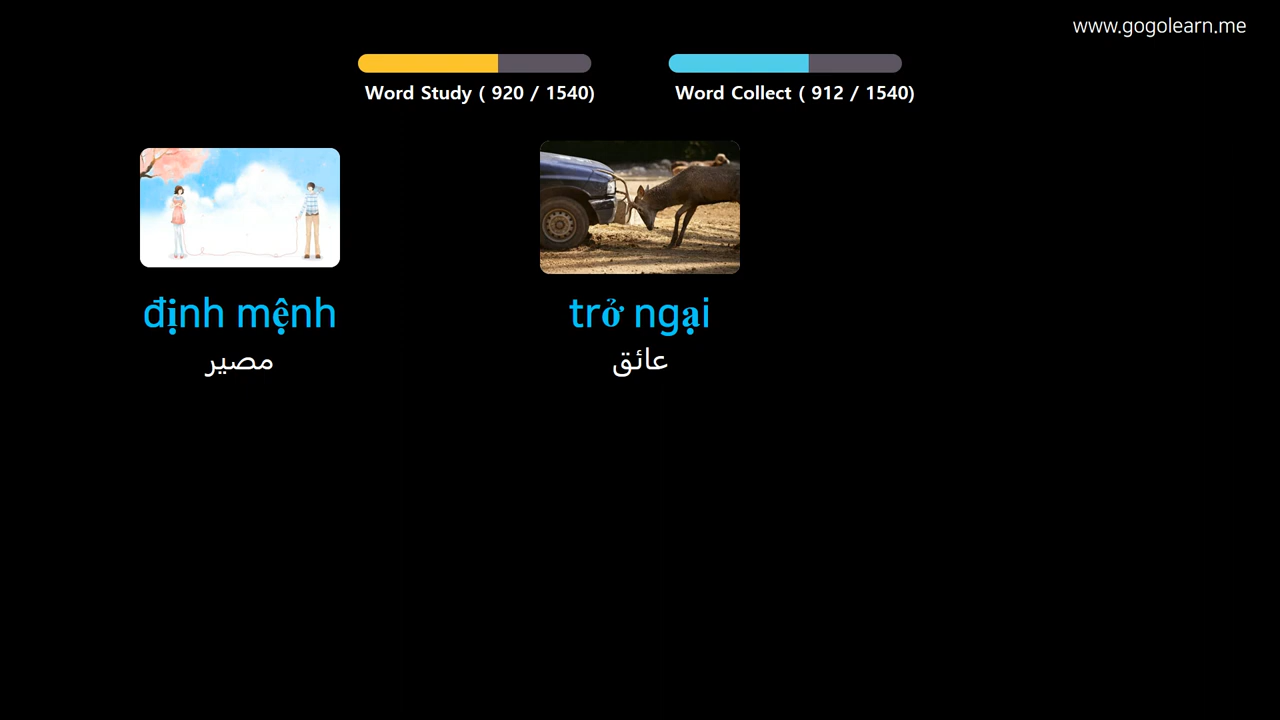 www.gogolearn.me
Word Study ( 920 / 1540)
Word Collect ( 912 / 1540)
định mệnh
مصير
trở ngại
عائق